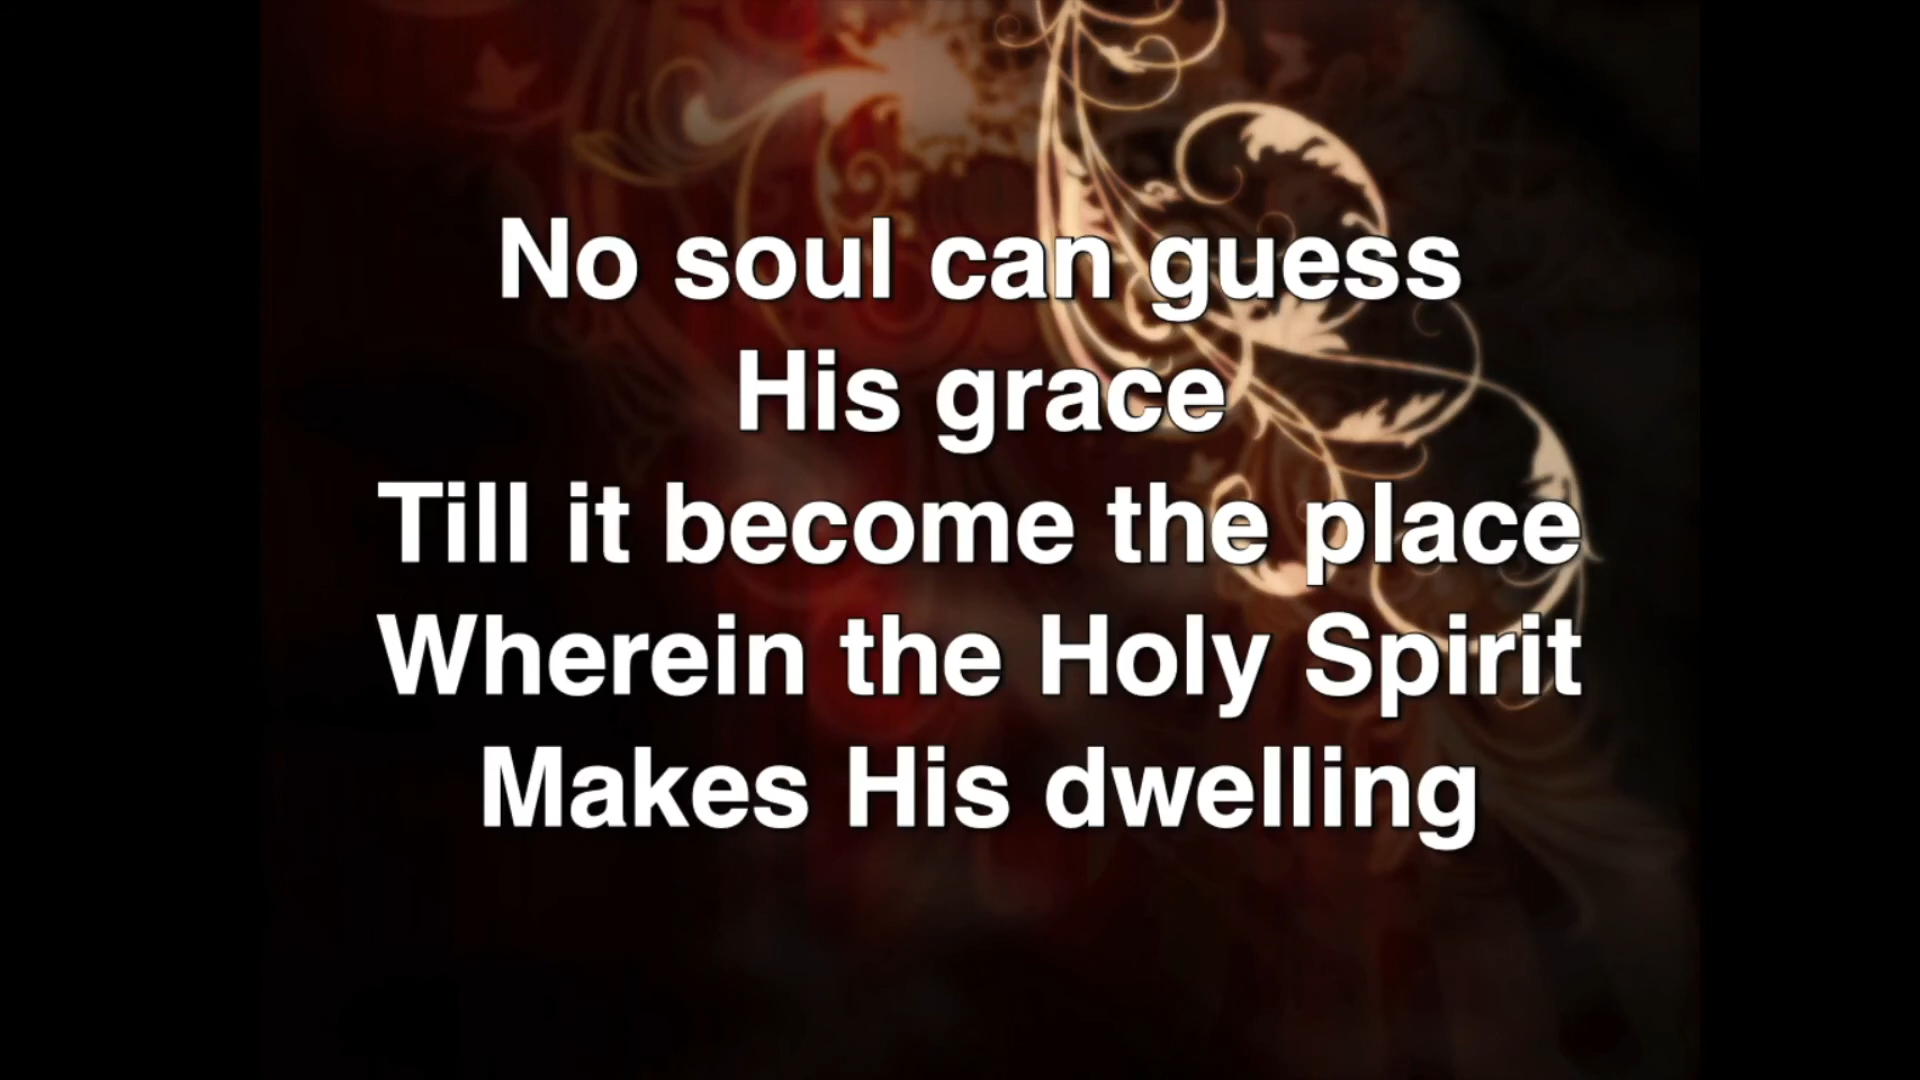 No soul can guess
His grace
Till it become the place
Wherein the Holy Spirit
Makes His dwelling